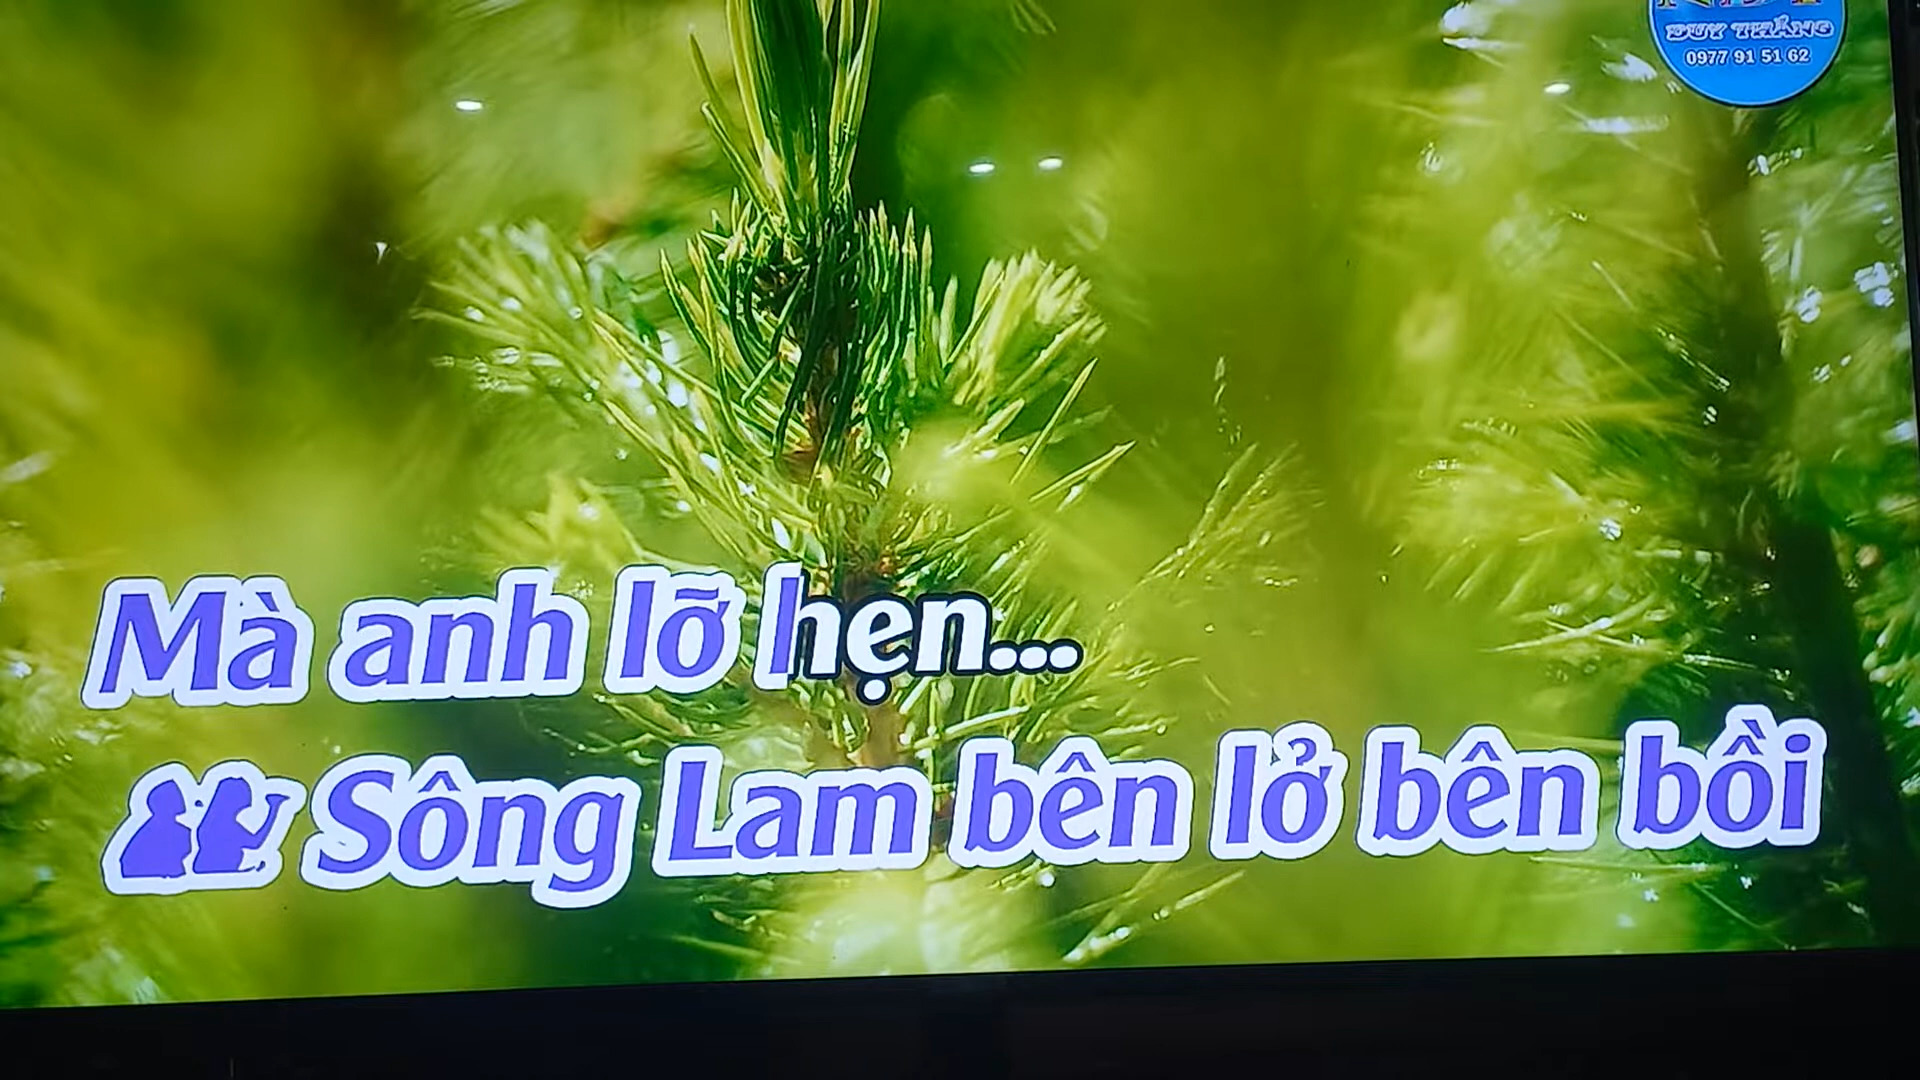 DUY THẮNG
0977 91 51 62
Mà anh lỡ hẹn...
Sông Lam bên lở bên bồi